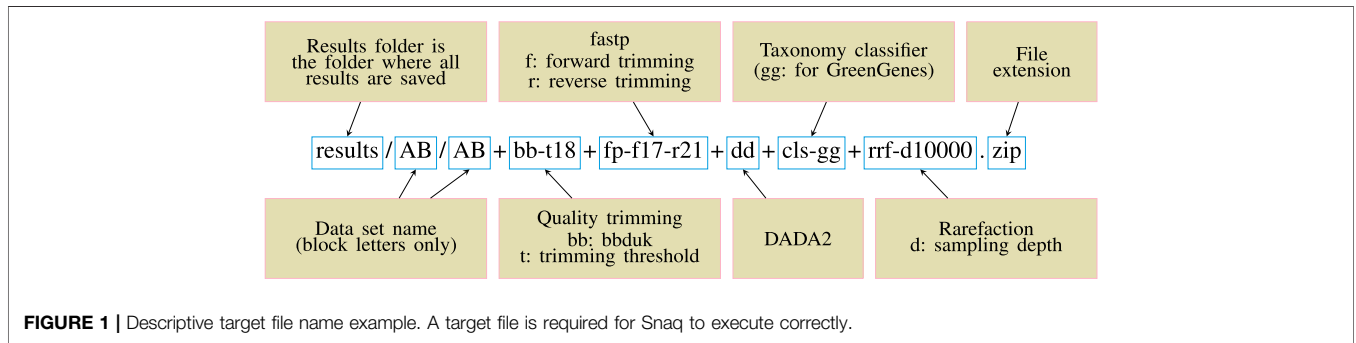 Results folder is
the folder where all
results are saved
fastp
f: forward trimming
r: reverse trimming
Taxonomy classifier
(gg: for GreenGenes)
File
extension
results / AB / AB + bb-t18 + fp-f17-r21 + dd + cls-gg + rrf-d10000 . zip
Data set name
(block letters only)
Quality trimming
bb: bbduk
t: trimming threshold
DADA2
Rarefaction
d: sampling depth
FIGURE 1 | Descriptive target file name example. A target file is required for Snaq to execute correctly.